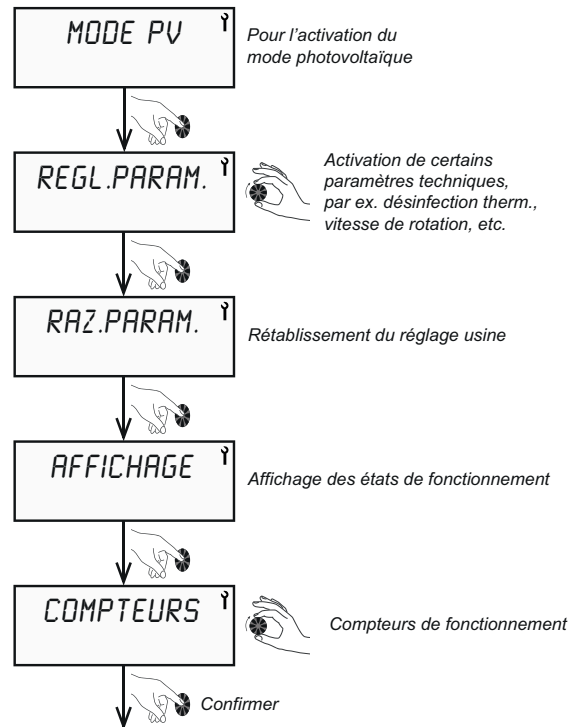 MODE PV
Pour l'activation du
mode photovoltaïque
REGL.PARAM.
Activation de certains
paramètres techniques,
par ex. désinfection therm.,
vitesse de rotation, etc.
RAZ.PARAM.
Rétablissement du réglage usine
AFFICHAGE
Affichage des états de fonctionnement
COMPTEURS
Compteurs de fonctionnement
Confirmer